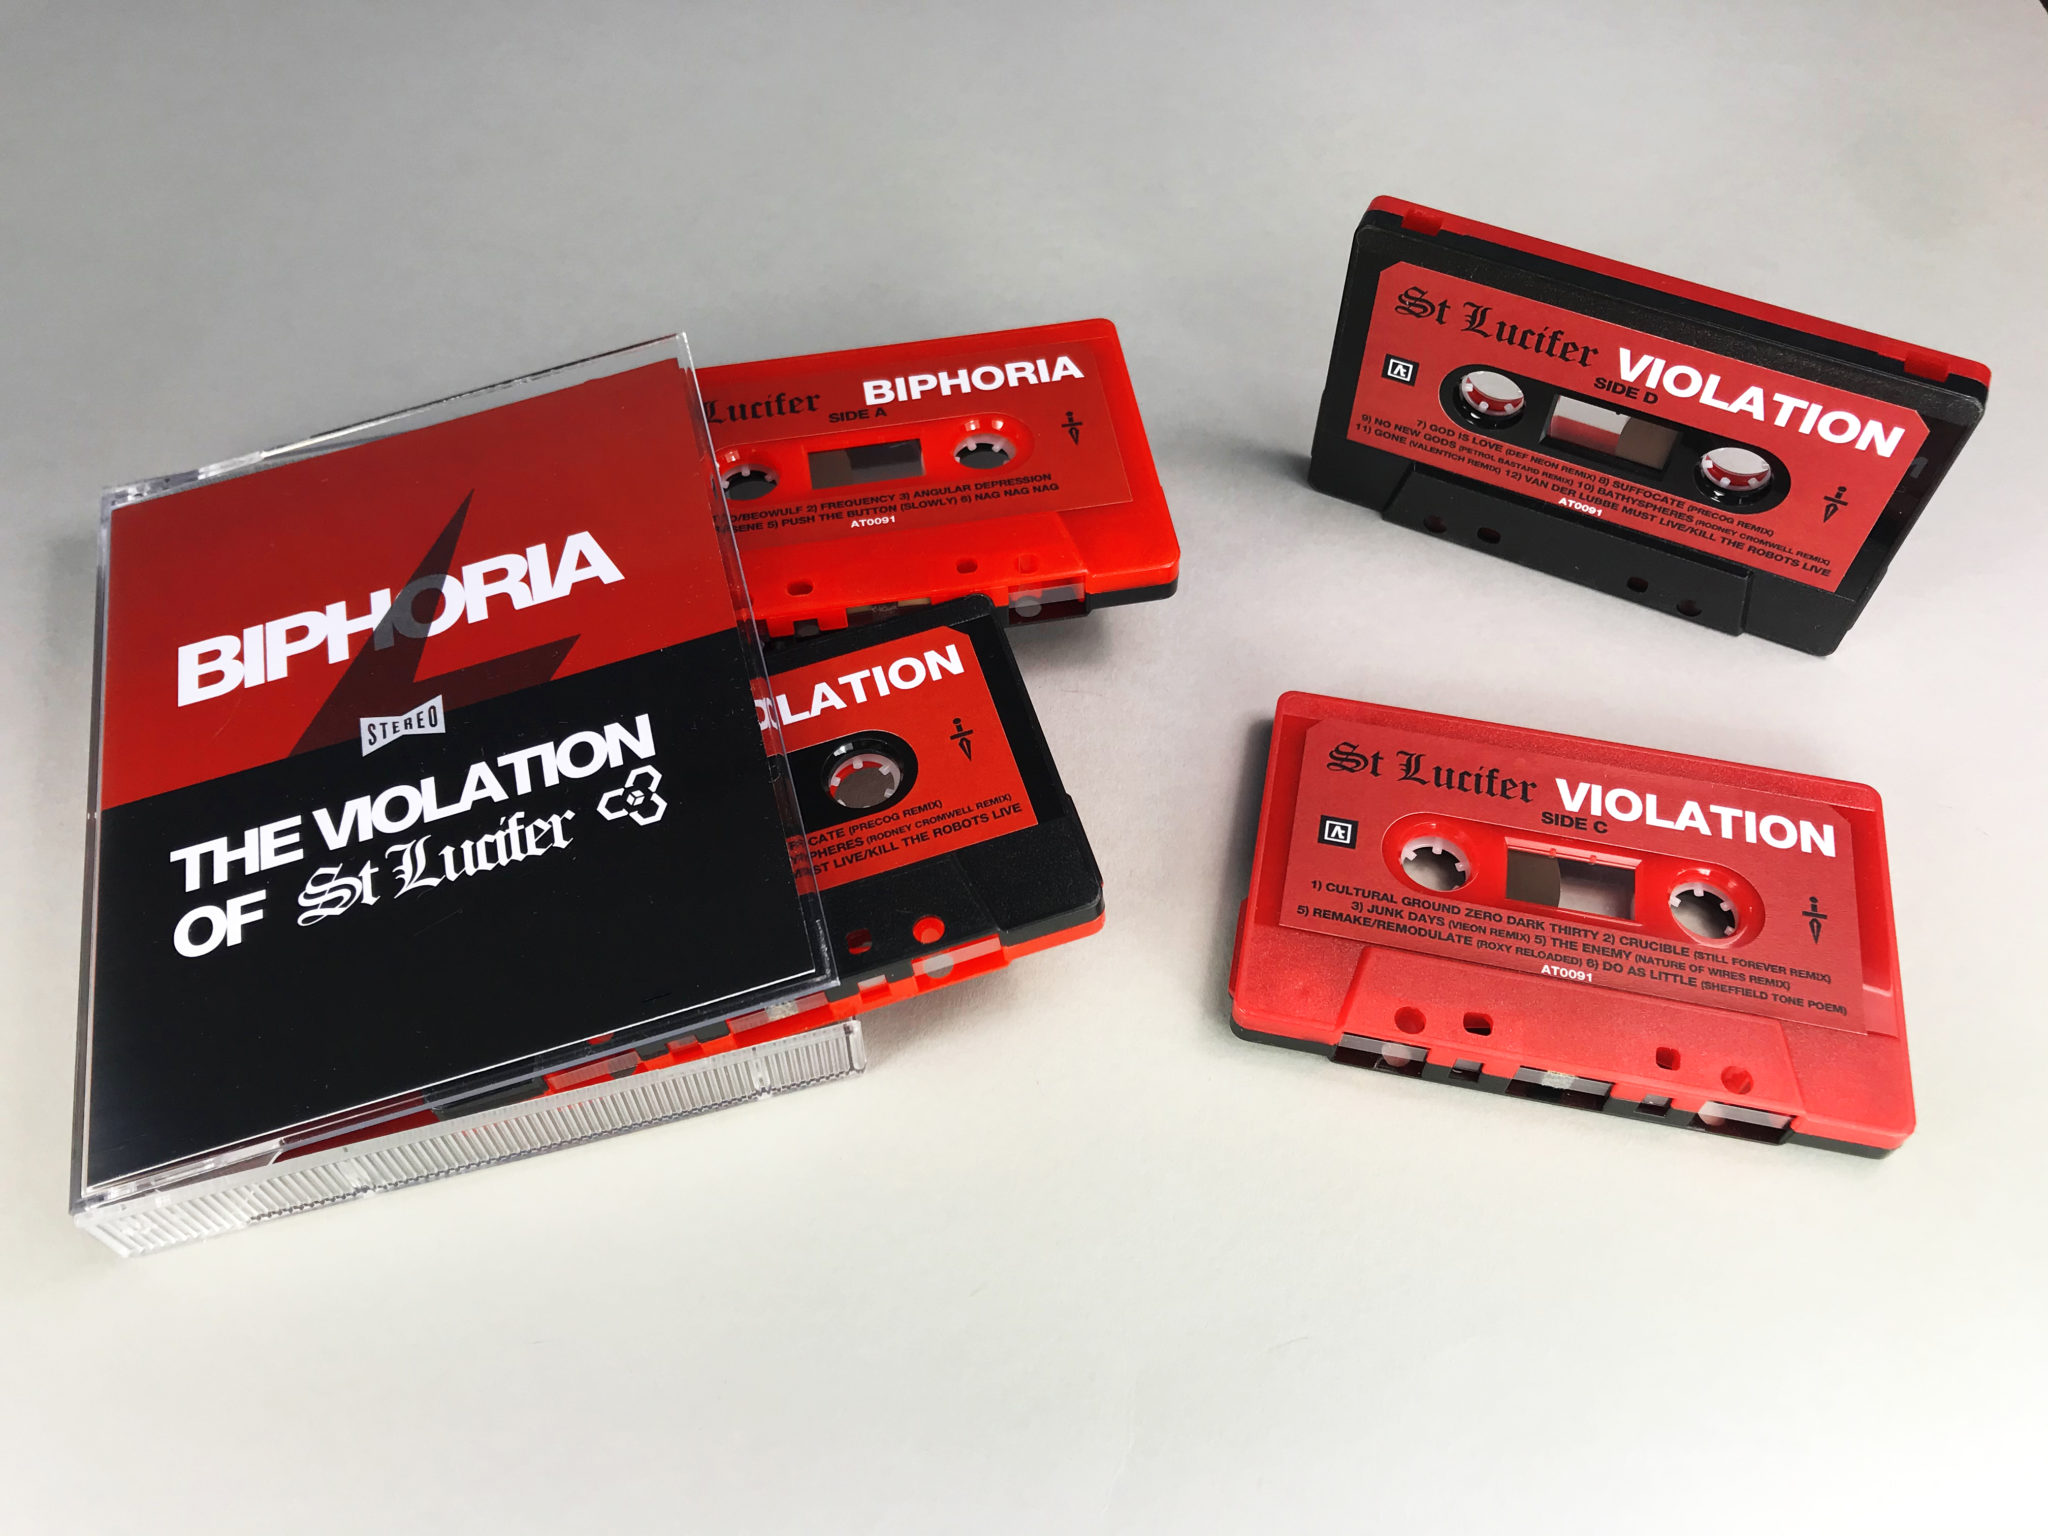 BIPHORIA
STEREO
THE VIOLATION
OF St Lucifer
Lucifer BIPHORIA
SIDE A
/BEOWULF 2) FREQUENCY 3) ANGULAR DEPRESSION
5) PUSH THE BUTTON (SLOWLY) 6) NAG NAG NAG
AT0091
OLATION
CATE (PRECOG REMIX)
PHERES (RODNEY CROMWELL REMIX)
ST LIVE/KILL THE ROBOTS LIVE
St Lucifer VIOLATION
SIDE D
7) GOD IS LOVE (DEF NEON REMIX) 8) SUFFOCATE (PRECOG REMIX)
9) NO NEW GODS (PETROL BASTARD REMIX) 10) BATHYSPHERES (RODNEY CROMWELL REMIX)
11) GONE (VALENTICH REMIX) 12) VAN DER LUBBE MUST LIVE/KILL THE ROBOTS LIVE
AT0091
St Lucifer VIOLATION
SIDE C
1) CULTURAL GROUND ZERO DARK THIRTY 2) CRUCIBLE (STILL FOREVER REMIX)
3) JUNK DAYS (VIEON REMIX) 5) THE ENEMY (NATURE OF WIRES REMIX)
5) REMAKE/REMODULATE (ROXY RELOADED) 6) DO AS LITTLE (SHEFFIELD TONE POEM)
AT0091